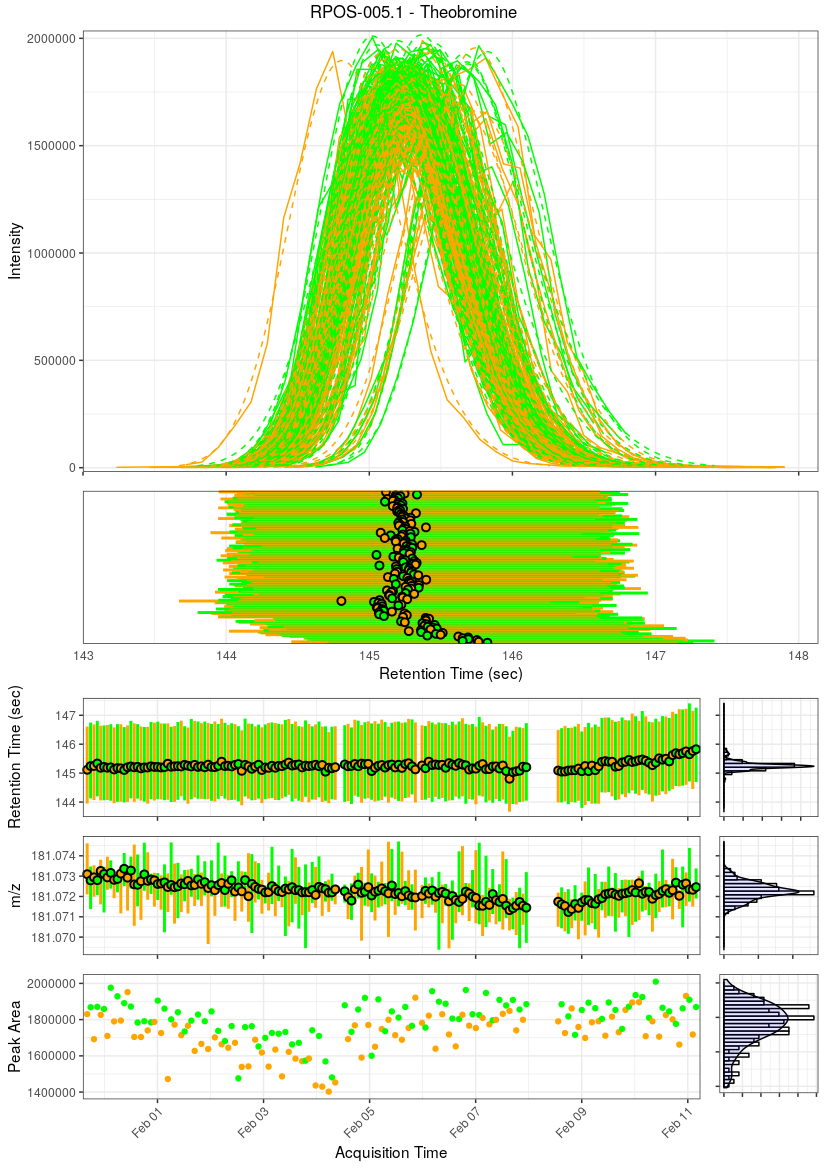 RPOS-005.1 - Theobromine
2000000
1500000
1000000
500000
0
Intensity
143 144 145 146 147 148
Retention Time (sec)
Retention Time (sec)
147
146
145
144
m/z
181.074
181.073
181.072
181.071
181.070
Peak Area
2000000
1800000
1600000
1400000
Feb 01 Feb 03 Feb 05 Feb 07 Feb 09 Feb 11
Acquisition Time